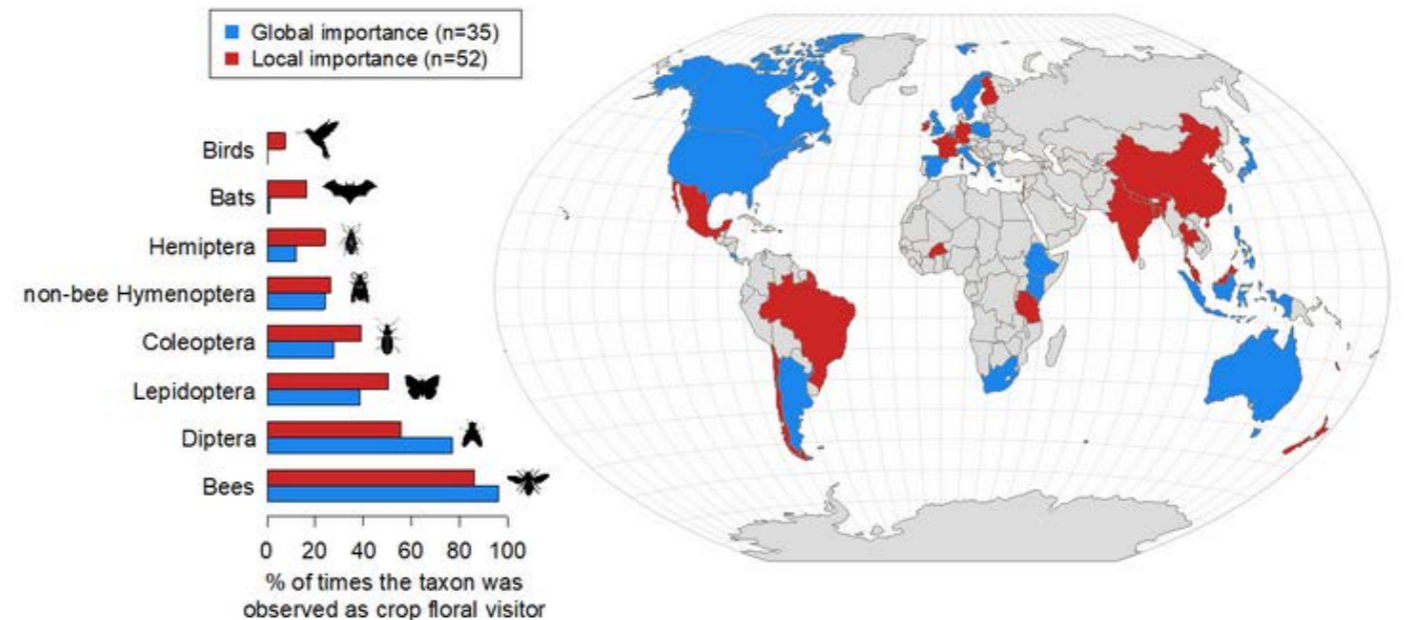 Global importance (n=35)
Local importance (n=52)
Birds
Bats
Hemiptera
non-bee Hymenoptera
Coleoptera
Lepidoptera
Diptera
Bees
0 20 40 60 80 100
% of times the taxon was
observed as crop floral visitor